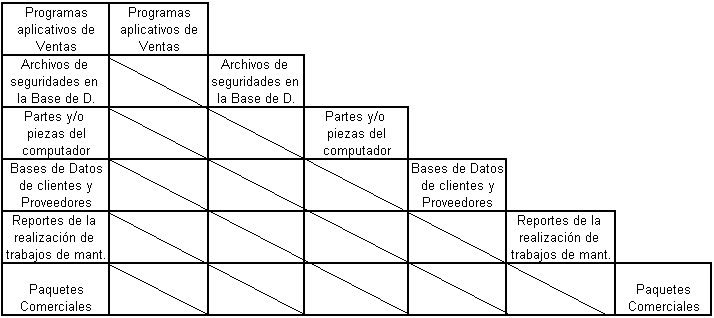 Programas
aplicativos de
Ventas
Programas
aplicativos de
Ventas
Archivos de
seguridades en
la Base de D.
Archivos de
seguridades en
la Base de D.
Partes y/o
piezas del
computador
Partes y/o
piezas del
computador
Bases de Datos
de clientes y
Proveedores
Bases de Datos
de clientes y
Proveedores
Reportes de la
realización de
trabajos de mant.
Reportes de la
realización de
trabajos de mant.
Paquetes
Comerciales
Paquetes
Comerciales